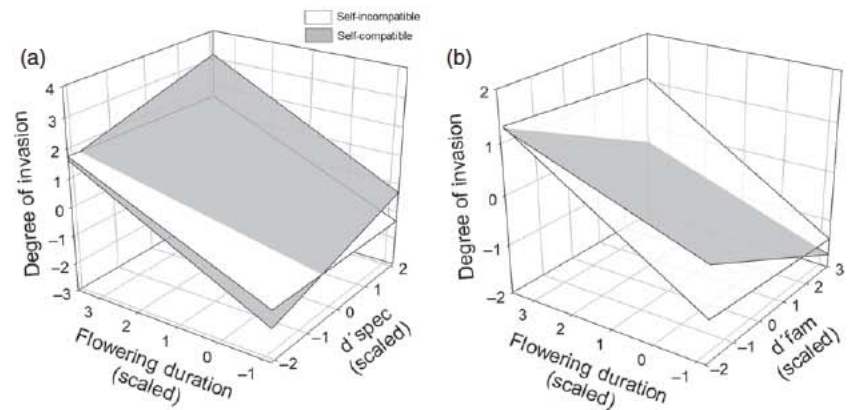 Self-incompatible
Self-compatible
(a)
Degree of invasion
4
3
2
1
0
−1
−2
−3
3
2
1
0
−1
Flowering duration
(scaled)
−2
−1
0
1
2
d´spec
(scaled)
(b)
Degree of invasion
2
1
0
−1
−2
3
2
1
0
−1
Flowering duration
(scaled)
−2
−1
0
1
2
3
d´fam
(scaled)